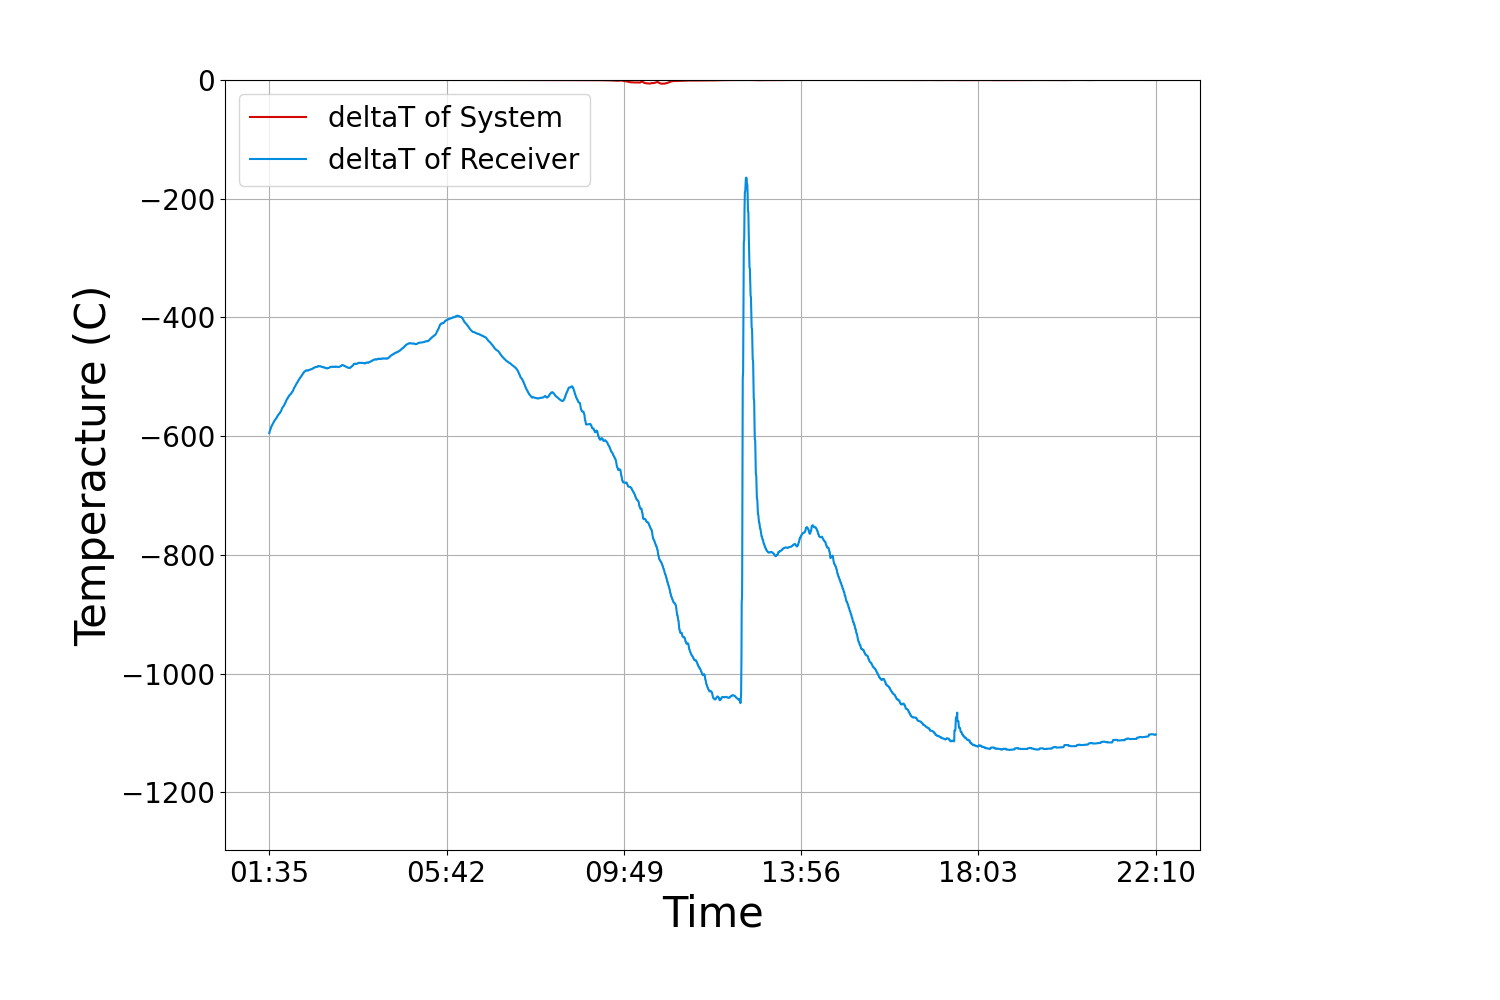 deltaT of System
deltaT of Receiver
0
−200
−400
−600
−800
−1000
−1200
Temperacture (C)
01:35 05:42 09:49 13:56 18:03 22:10
Time